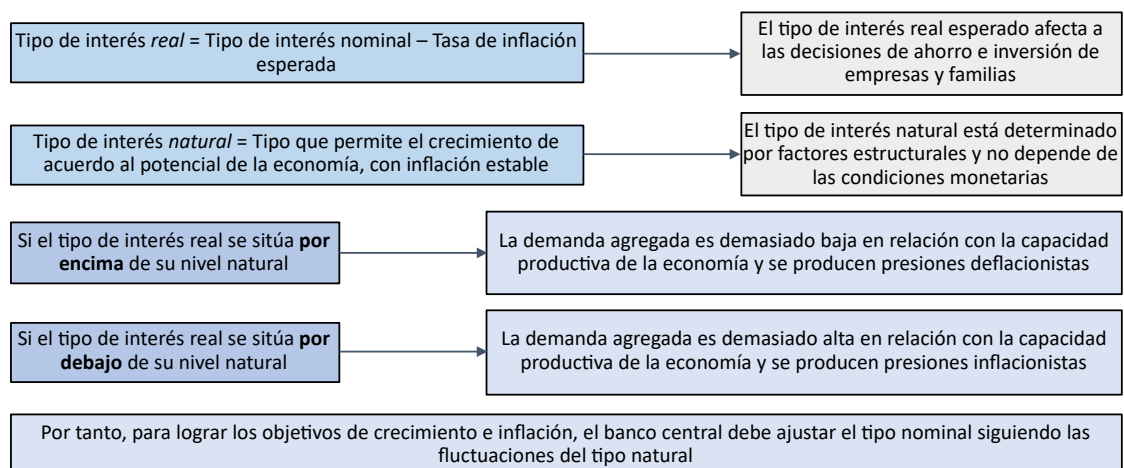 Tipo de interés real = Tipo de interés nominal – Tasa de inflación
esperada
El tipo de interés real esperado afecta a
las decisiones de ahorro e inversión de
empresas y familias
Tipo de interés natural = Tipo que permite el crecimiento de
acuerdo al potencial de la economía, con inflación estable
El tipo de interés natural está determinado
por factores estructurales y no depende de
las condiciones monetarias
Si el tipo de interés real se sitúa por
encima de su nivel natural
La demanda agregada es demasiado baja en relación con la capacidad
productiva de la economía y se producen presiones deflacionistas
Si el tipo de interés real se sitúa por
debajo de su nivel natural
La demanda agregada es demasiado alta en relación con la capacidad
productiva de la economía y se producen presiones inflacionistas
Por tanto, para lograr los objetivos de crecimiento e inflación, el banco central debe ajustar el tipo nominal siguiendo las
fluctuaciones del tipo natural